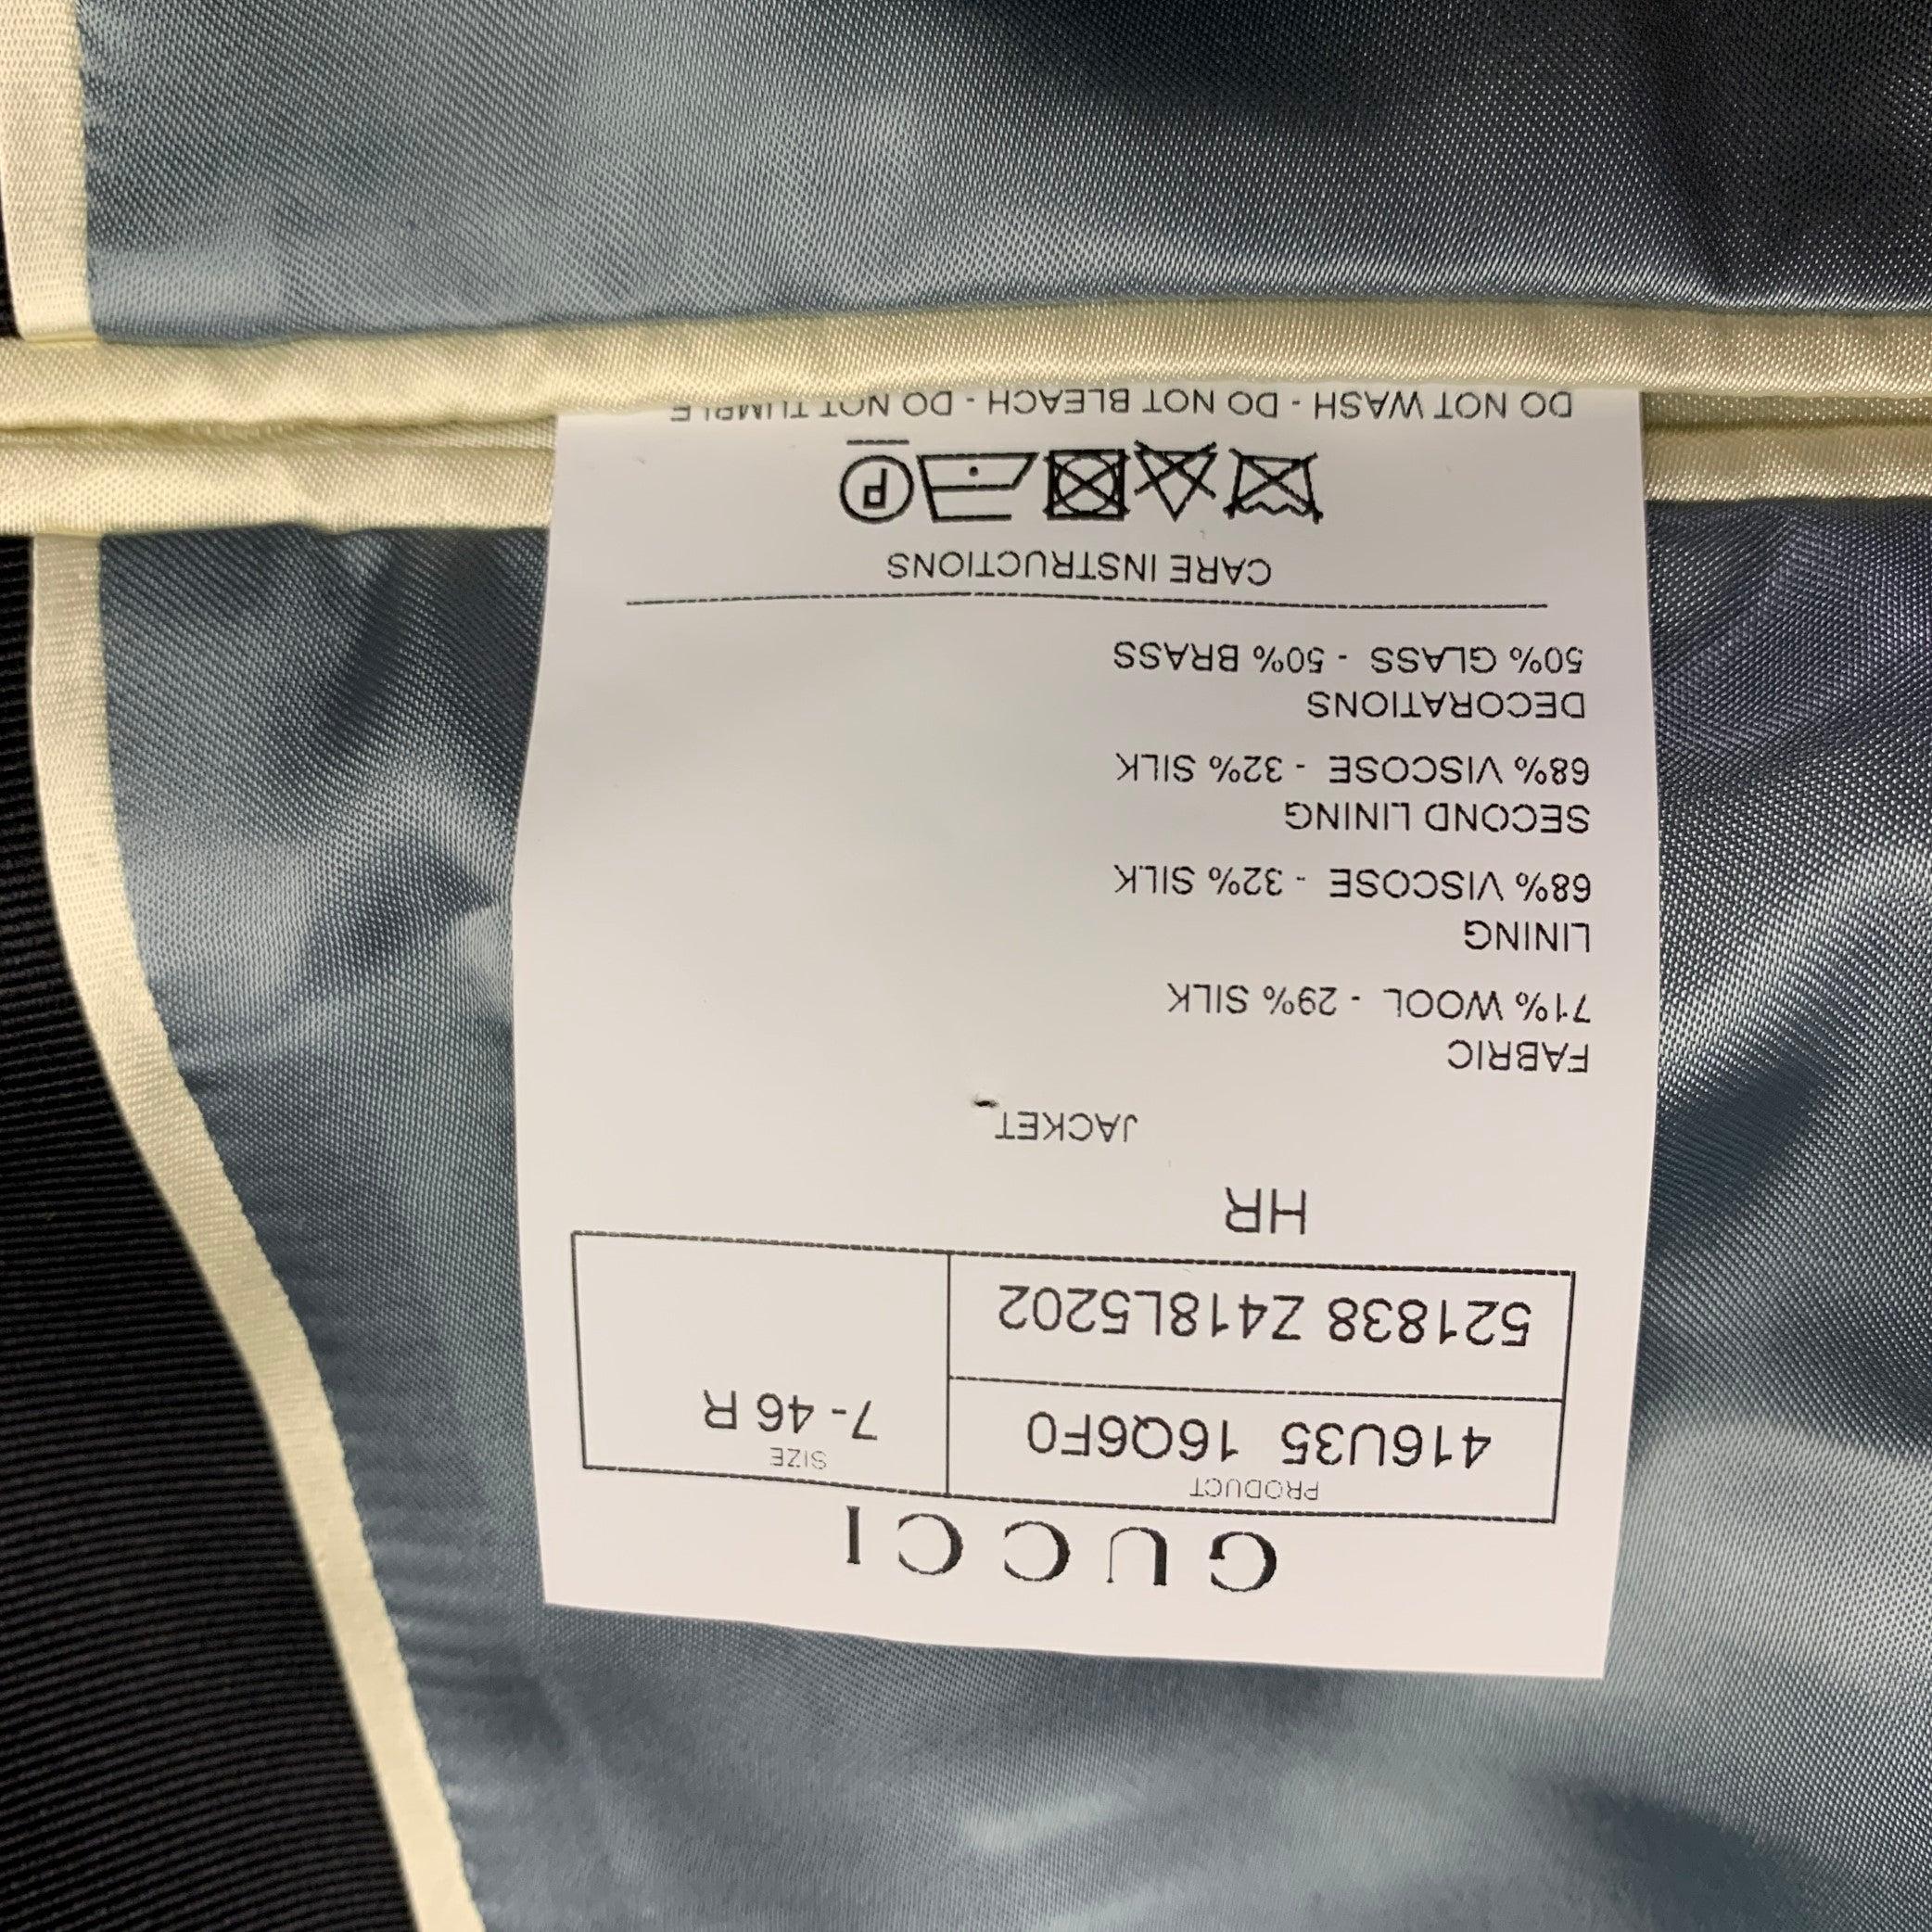 GUCCI
PRODUCT
416U35 16Q6F0
SIZE
7-46 R
521838 Z418L5202
HR
JACKET
FABRIC
71% WOOL - 29% SILK
LINING
68% VISCOSE - 32% SILK
SECOND LINING
68% VISCOSE - 32% SILK
DECORATIONS
50% GLASS - 50% BRASS
CARE INSTRUCTIONS
P
DO NOT WASH - DO NOT BLEACH - DO NOT TUMBLE